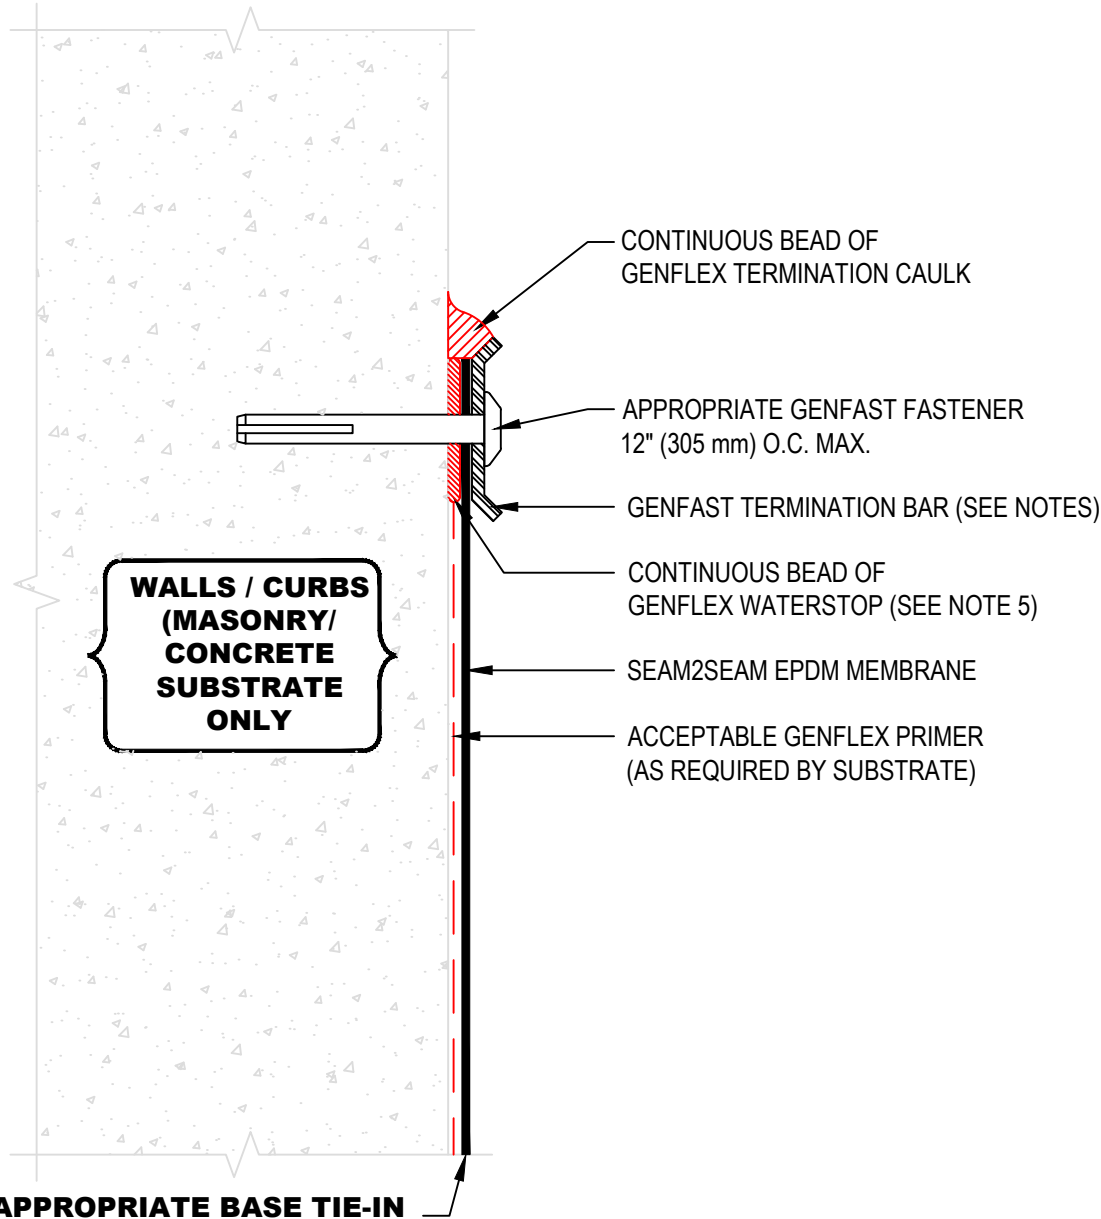 CONTINUOUS BEAD OF
GENFLEX TERMINATION CAULK
APPROPRIATE GENFAST FASTENER
12" (305 mm) O.C. MAX.
GENFAST TERMINATION BAR (SEE NOTES)
CONTINUOUS BEAD OF
GENFLEX WATERSTOP (SEE NOTE 5)
WALLS / CURBS
(MASONRY/
CONCRETE
SUBSTRATE
ONLY
SEAM2SEAM EPDM MEMBRANE
ACCEPTABLE GENFLEX PRIMER
(AS REQUIRED BY SUBSTRATE)
APPROPRIATE BASE TIE-IN